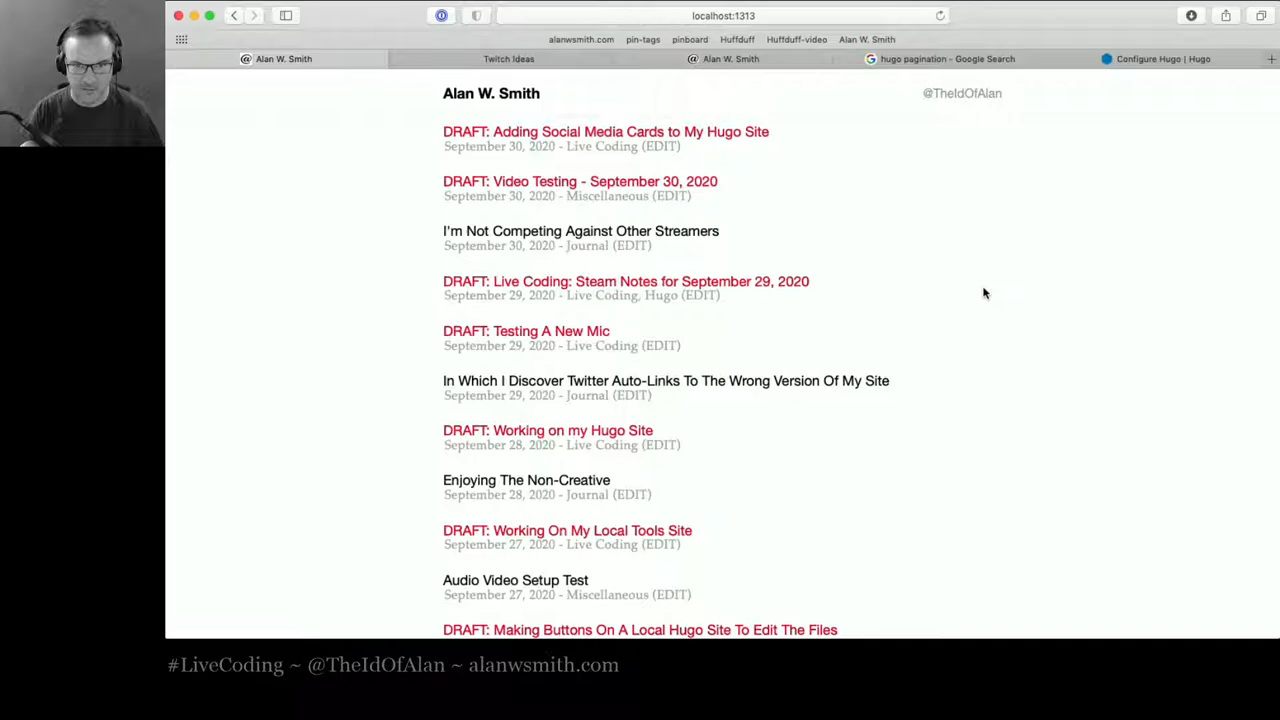 localhost:1313
alanwsmith.com pin-tags pinboard Huffduff Huffduff-video Alan W. Smith
Alan W. Smith Twitch Ideas Alan W. Smith hugo pagination - Google Search Configure Hugo | Hugo
Alan W. Smith @TheIdOfAlan
DRAFT: Adding Social Media Cards to My Hugo Site
September 30, 2020 - Live Coding (EDIT)
DRAFT: Video Testing - September 30, 2020
September 30, 2020 - Miscellaneous (EDIT)
I'm Not Competing Against Other Streamers
September 30, 2020 - Journal (EDIT)
DRAFT: Live Coding: Steam Notes for September 29, 2020
September 29, 2020 - Live Coding, Hugo (EDIT)
DRAFT: Testing A New Mic
September 29, 2020 - Live Coding (EDIT)
In Which I Discover Twitter Auto-Links To The Wrong Version Of My Site
September 29, 2020 - Journal (EDIT)
DRAFT: Working on my Hugo Site
September 28, 2020 - Live Coding (EDIT)
Enjoying The Non-Creative
September 28, 2020 - Journal (EDIT)
DRAFT: Working On My Local Tools Site
September 27, 2020 - Live Coding (EDIT)
Audio Video Setup Test
September 27, 2020 - Miscellaneous (EDIT)
DRAFT: Making Buttons On A Local Hugo Site To Edit The Files
#LiveCoding ~ @TheIdOfAlan ~ alanwsmith.com